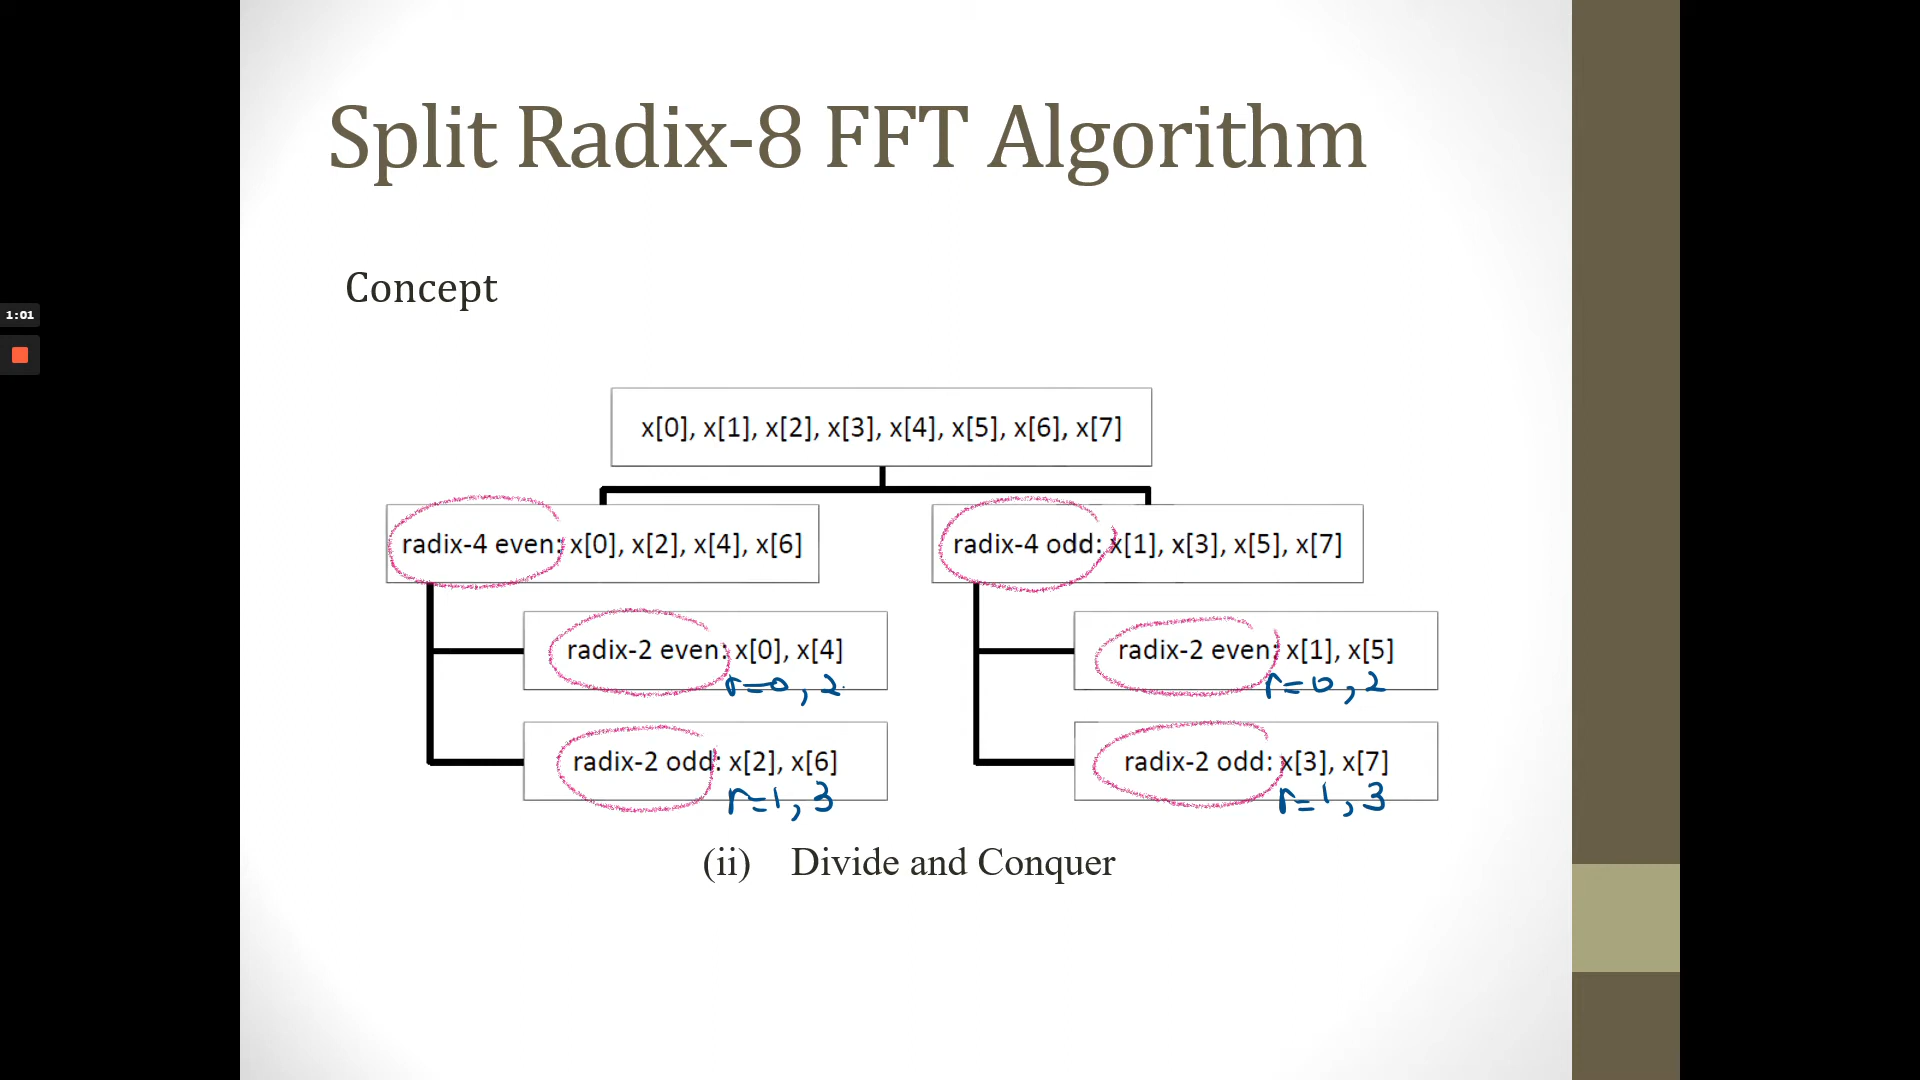 Split Radix-8 FFT Algorithm
Concept
1:01
x[0], x[1], x[2], x[3], x[4], x[5], x[6], x[7]
radix-4 even: x[0], x[2], x[4], x[6]
radix-4 odd: x[1], x[3], x[5], x[7]
radix-2 even: x[0], x[4]
r=0, 2
radix-2 even: x[1], x[5]
r=0, 2
radix-2 odd: x[2], x[6]
r=1, 3
radix-2 odd: x[3], x[7]
r=1, 3
(ii) Divide and Conquer